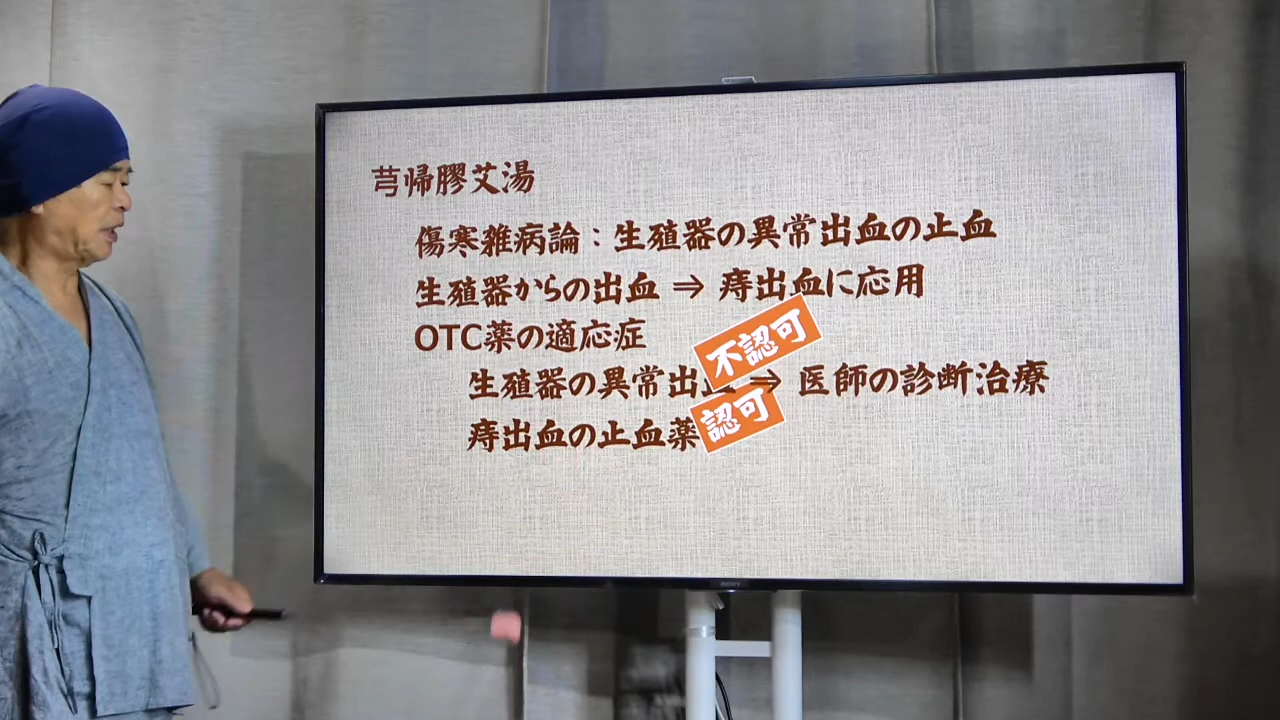 芎帰膠艾湯
傷寒雑病論：生殖器の異常出血の止血
生殖器からの出血 ⇒ 痔出血に応用
OTC薬の適応症
不認可
生殖器の異常出血 ⇒ 医師の診断治療
認可
痔出血の止血薬
SONY